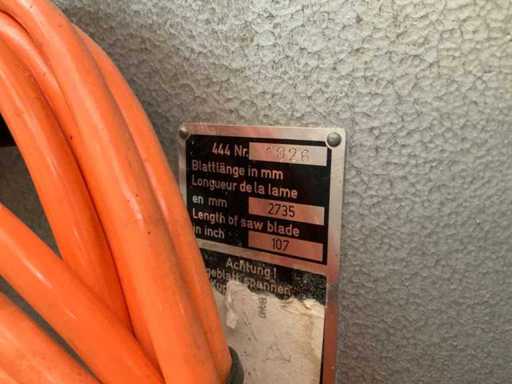 444 Nr.
Blattlänge in mm
Longueur de la lame
en mm 2735
Length of saw blade
in inch 107
Achtung!
spannen